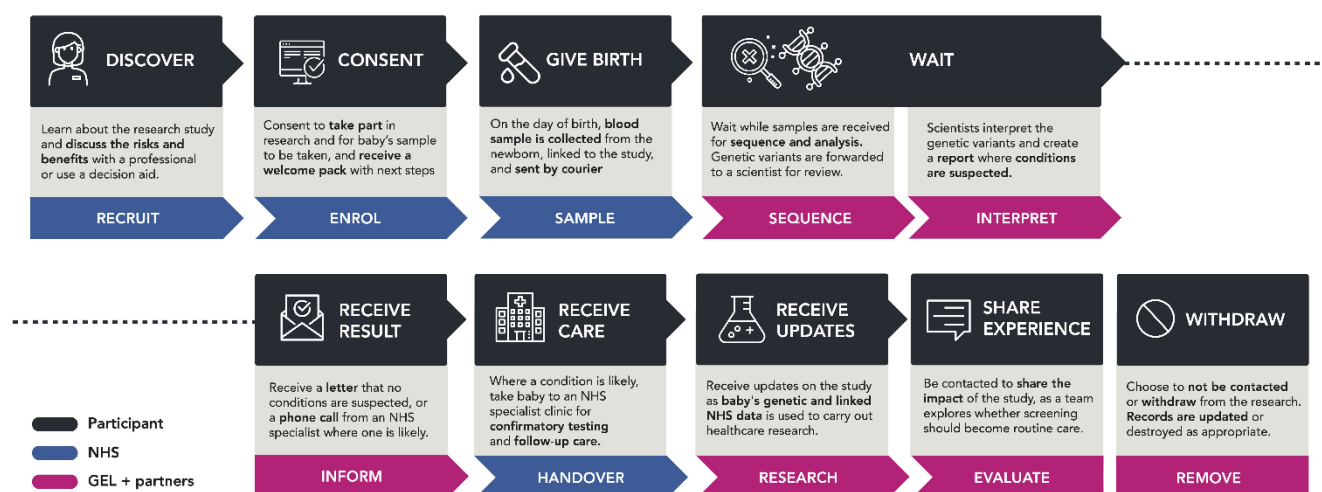 DISCOVER
Learn about the research study
and discuss the risks and
benefits with a professional
or use a decision aid.
RECRUIT
CONSENT
Consent to take part in
research and for baby's sample
to be taken, and receive a
welcome pack with next steps
ENROL
GIVE BIRTH
On the day of birth, blood
sample is collected from the
newborn, linked to the study,
and sent by courier
SAMPLE
WAIT
Wait while samples are received
for sequence and analysis.
Genetic variants are forwarded
to a scientist for review.
SEQUENCE
Scientists interpret the
genetic variants and create
a report where conditions
are suspected.
INTERPRET
RECEIVE
RESULT
Receive a letter that no
conditions are suspected, or
a phone call from an NHS
specialist where one is likely.
INFORM
RECEIVE
CARE
Where a condition is likely,
take baby to an NHS
specialist clinic for
confirmatory testing
and follow-up care.
HANDOVER
RECEIVE
UPDATES
Receive updates on the study
as baby's genetic and linked
NHS data is used to carry out
healthcare research.
RESEARCH
SHARE
EXPERIENCE
Be contacted to share the
impact of the study, as a team
explores whether screening
should become routine care.
EVALUATE
WITHDRAW
Choose to not be contacted
or withdraw from the research.
Records are updated or
destroyed as appropriate.
REMOVE
Participant
NHS
GEL + partners